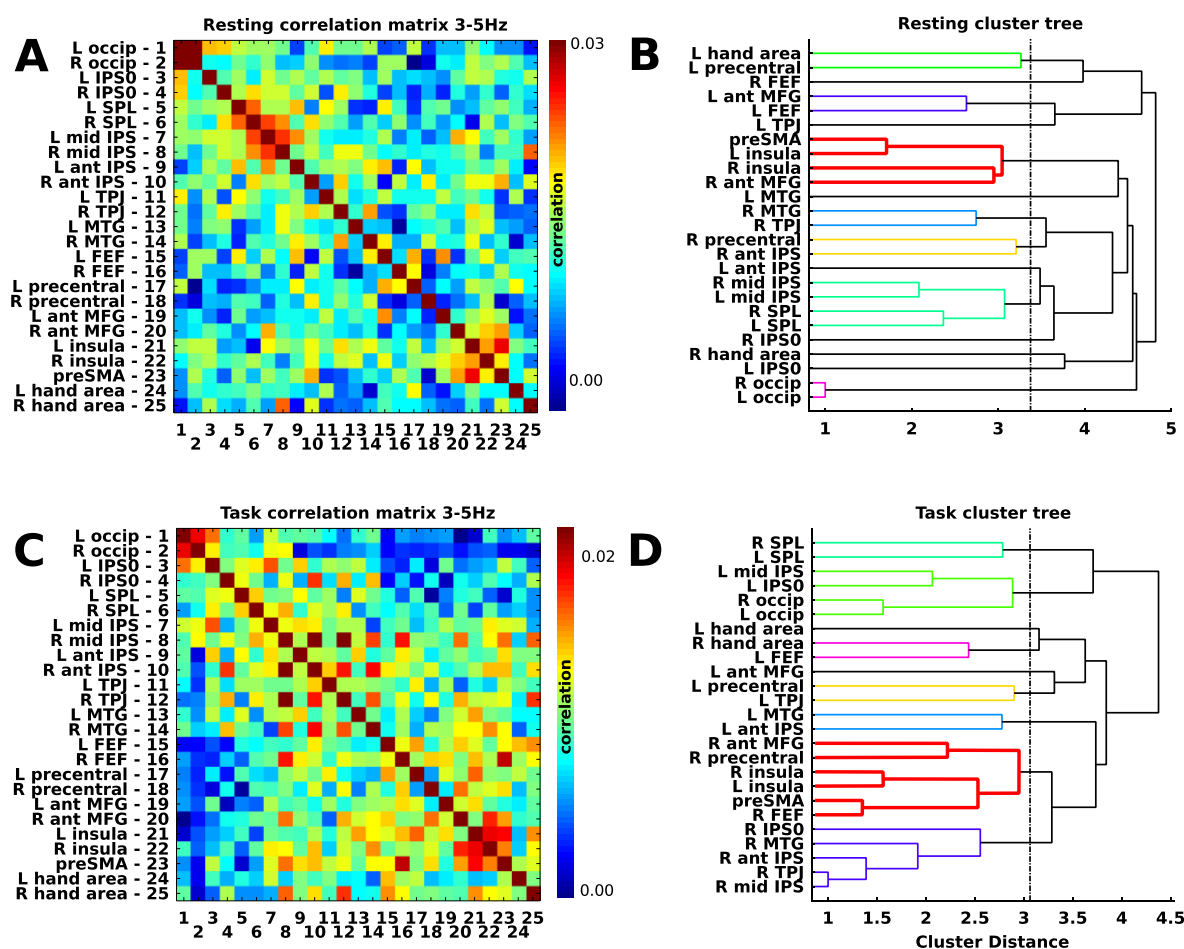 A
Resting correlation matrix 3-5Hz
L occip - 1
R occip - 2
L IPS0 - 3
R IPS0 - 4
L SPL - 5
R SPL - 6
L mid IPS - 7
R mid IPS - 8
L ant IPS - 9
R ant IPS - 10
L TPJ - 11
R TPJ - 12
L MTG - 13
R MTG - 14
L FEF - 15
R FEF - 16
L precentral - 17
R precentral - 18
L ant MFG - 19
R ant MFG - 20
L insula - 21
R insula - 22
preSMA - 23
L hand area - 24
R hand area - 25
1 3 5 7 9 11 13 15 17 19 21 23 25
2 4 6 8 10 12 14 16 18 20 22 24
0.03
correlation
0.00
B
Resting cluster tree
L hand area
L precentral
R FEF
L ant MFG
L FEF
L TPJ
preSMA
L insula
R insula
R ant MFG
L MTG
R MTG
R TPJ
R precentral
R ant IPS
L ant IPS
R mid IPS
L mid IPS
R SPL
L SPL
R IPS0
R hand area
L IPS0
R occip
L occip
1 2 3 4 5
C
Task correlation matrix 3-5Hz
L occip - 1
R occip - 2
L IPS0 - 3
R IPS0 - 4
L SPL - 5
R SPL - 6
L mid IPS - 7
R mid IPS - 8
L ant IPS - 9
R ant IPS - 10
L TPJ - 11
R TPJ - 12
L MTG - 13
R MTG - 14
L FEF - 15
R FEF - 16
L precentral - 17
R precentral - 18
L ant MFG - 19
R ant MFG - 20
L insula - 21
R insula - 22
preSMA - 23
L hand area - 24
R hand area - 25
1 3 5 7 9 11 13 15 17 19 21 23 25
2 4 6 8 10 12 14 16 18 20 22 24
0.02
correlation
0.00
D
Task cluster tree
R SPL
L SPL
L mid IPS
L IPS0
R occip
L occip
L hand area
R hand area
L FEF
L ant MFG
L precentral
L TPJ
L MTG
L ant IPS
R ant MFG
R precentral
R insula
L insula
preSMA
R FEF
R IPS0
R MTG
R ant IPS
R TPJ
R mid IPS
1 1.5 2 2.5 3 3.5 4 4.5
Cluster Distance